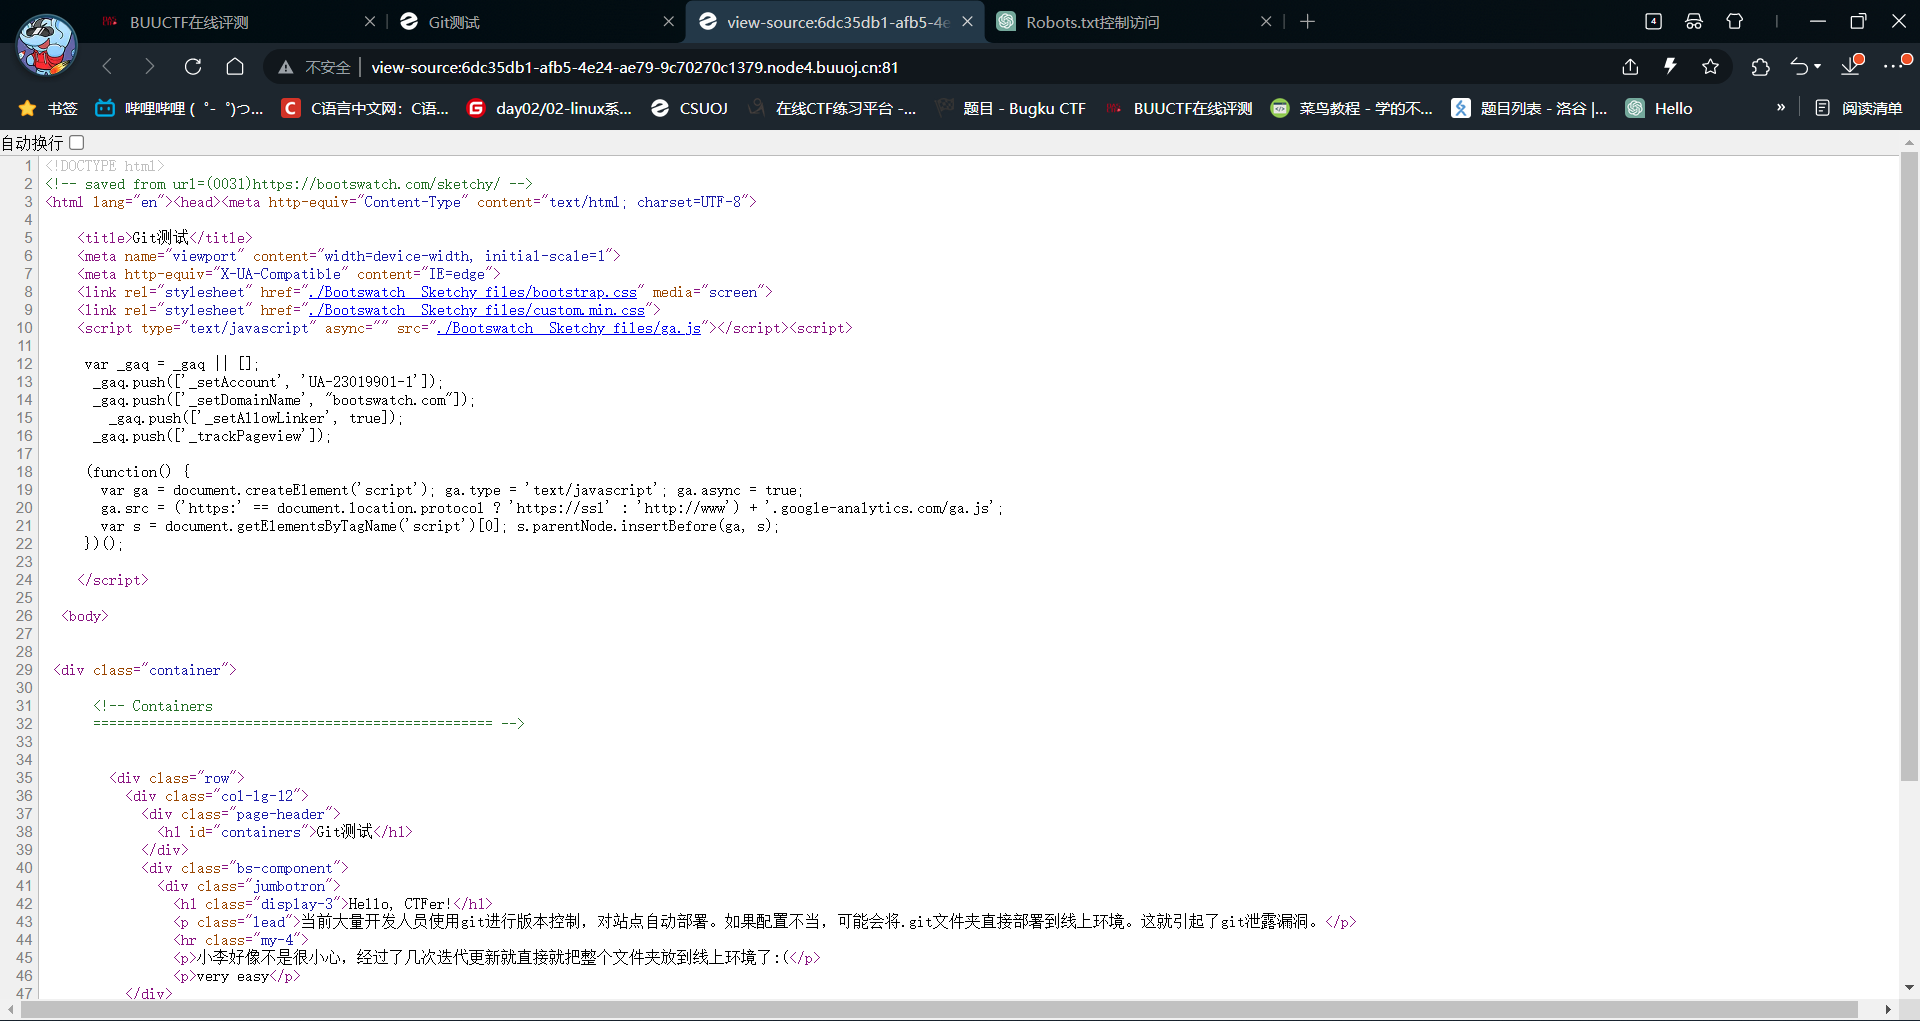 BUUCTF在线评测
Git测试
view-source:6dc35db1-afb5-4e
Robots.txt控制访问
不安全
view-source:6dc35db1-afb5-4e24-ae79-9c70270c1379.node4.buuoj.cn:81
书签
哔哩哔哩 ( ゜- ゜)つ...
C语言中文网：C语...
day02/02-linux系...
CSUOJ
在线CTF练习平台 -...
题目 - Bugku CTF
BUUCTF在线评测
菜鸟教程 - 学的不...
题目列表 - 洛谷 |...
Hello
»
阅读清单
自动换行
1 <!DOCTYPE html>
2 <!-- saved from url=(0031)https://bootswatch.com/sketchy/ -->
3 <html lang="en"><head><meta http-equiv="Content-Type" content="text/html; charset=UTF-8">
4
5 <title>Git测试</title>
6 <meta name="viewport" content="width=device-width, initial-scale=1">
7 <meta http-equiv="X-UA-Compatible" content="IE=edge">
8 <link rel="stylesheet" href="./Bootswatch  Sketchy_files/bootstrap.css" media="screen">
9 <link rel="stylesheet" href="./Bootswatch  Sketchy_files/custom.min.css">
10 <script type="text/javascript" async="" src="./Bootswatch  Sketchy_files/ga.js"></script><script>
11
12 var _gaq = _gaq || [];
13 _gaq.push(['_setAccount', 'UA-23019901-1']);
14 _gaq.push(['_setDomainName', "bootswatch.com"]);
15 _gaq.push(['_setAllowLinker', true]);
16 _gaq.push(['_trackPageview']);
17
18 (function() {
19 var ga = document.createElement('script'); ga.type = 'text/javascript'; ga.async = true;
20 ga.src = ('https:' == document.location.protocol ? 'https://ssl' : 'http://www') + '.google-analytics.com/ga.js';
21 var s = document.getElementsByTagName('script')[0]; s.parentNode.insertBefore(ga, s);
22 })();
23
24 </script>
25
26 <body>
27
28
29 <div class="container">
30
31 <!-- Containers
32 ================================================== -->
33
34
35 <div class="row">
36 <div class="col-lg-12">
37 <div class="page-header">
38 <h1 id="containers">Git测试</h1>
39 </div>
40 <div class="bs-component">
41 <div class="jumbotron">
42 <h1 class="display-3">Hello, CTFer!</h1>
43 <p class="lead">当前大量开发人员使用git进行版本控制，对站点自动部署。如果配置不当，可能会将.git文件夹直接部署到线上环境。这就引起了git泄露漏洞。</p>
44 <hr class="my-4">
45 <p>小李好像不是很小心，经过了几次迭代更新就直接就把整个文件夹放到线上环境了:(</p>
46 <p>very easy</p>
47 </div>